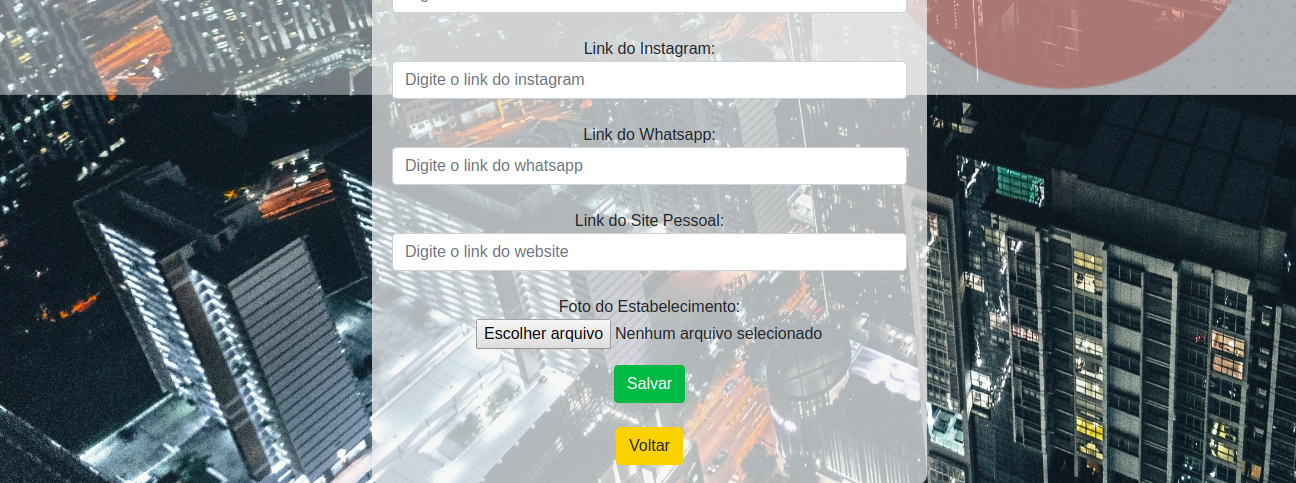 Link do Instagram:
Digite o link do instagram
Link do Whatsapp:
Digite o link do whatsapp
Link do Site Pessoal:
Digite o link do website
Foto do Estabelecimento:
Escolher arquivo Nenhum arquivo selecionado
Salvar
Voltar